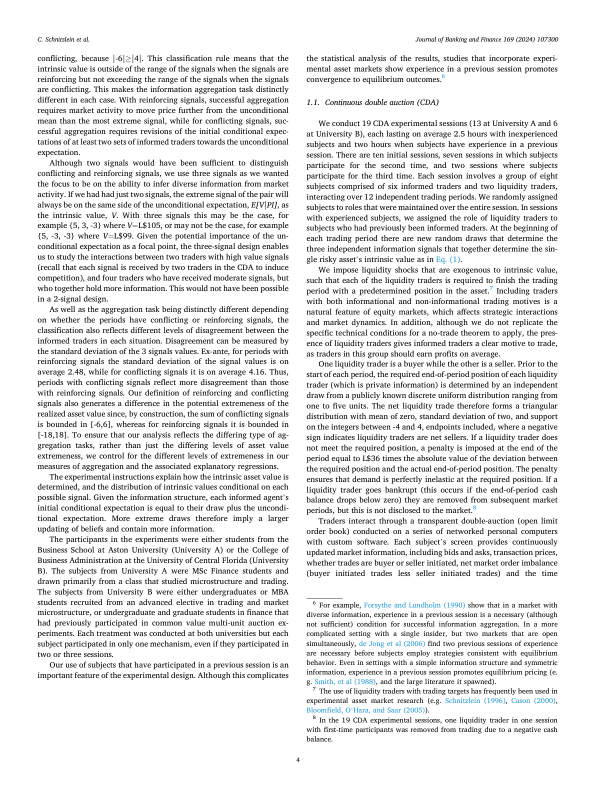 C. Schnitzlein et al.
Journal of Banking and Finance 169 (2024) 107300
conflicting, because |-6|≥|4|. This classification rule means that the
intrinsic value is outside of the range of the signals when the signals are
reinforcing but not exceeding the range of the signals when the signals
are conflicting. This makes the information aggregation task distinctly
different in each case. With reinforcing signals, successful aggregation
requires market activity to move price further from the unconditional
mean than the most extreme signal, while for conflicting signals, suc-
cessful aggregation requires revisions of the initial conditional expec-
tations of at least two sets of informed traders towards the unconditional
expectation.
Although two signals would have been sufficient to distinguish
conflicting and reinforcing signals, we use three signals as we wanted
the focus to be on the ability to infer diverse information from market
activity. If we had just two signals, the extreme signal of the pair will
always be on the same side of the unconditional expectation, E[V|PI], as
the intrinsic value, V. With three signals this may be the case, for
example {5, 3, -3} where V=L$105, or may not be the case, for example
{5, -3, -3} where V=L$99. Given the potential importance of the un-
conditional expectation as a focal point, the three-signal design enables
us to study the interactions between two traders with high value signals
(recall that each signal is received by two traders in the CDA to induce
competition), and four traders who have received moderate signals, but
who together hold more information. This would not have been possible
in a 2-signal design.
As well as the aggregation task being distinctly different depending
on whether the periods have conflicting or reinforcing signals, the
classification also reflects different levels of disagreement between the
informed traders in each situation. Disagreement can be measured by
the standard deviation of the 3 signals values. Ex-ante, for periods with
reinforcing signals the standard deviation of the signal values is on
average 2.48, while for conflicting signals it is on average 4.16. Thus,
periods with conflicting signals reflect more disagreement than those
with reinforcing signals. Our definition of reinforcing and conflicting
signals also generates a difference in the potential extremeness of the
realized asset value since, by construction, the sum of conflicting signals
is bounded in [-6,6], whereas for reinforcing signals it is bounded in
[-18,18]. To ensure that our analysis reflects the differing type of ag-
gregation tasks, rather than just the differing levels of asset value
extremeness, we control for the different levels of extremeness in our
measures of aggregation and the associated explanatory regressions.
The experimental instructions explain how the intrinsic asset value is
determined, and the distribution of intrinsic values conditional on each
possible signal. Given the information structure, each informed agent's
initial conditional expectation is equal to their draw plus the uncondi-
tional expectation. More extreme draws therefore imply a larger
updating of beliefs and contain more information.
The participants in the experiments were either students from the
Business School at Aston University (University A) or the College of
Business Administration at the University of Central Florida (University
B). The subjects from University A were MSc Finance students and
drawn primarily from a class that studied microstructure and trading.
The subjects from University B were either undergraduates or MBA
students recruited from an advanced elective in trading and market
microstructure, or undergraduate and graduate students in finance that
had previously participated in common value multi-unit auction ex-
periments. Each treatment was conducted at both universities but each
subject participated in only one mechanism, even if they participated in
two or three sessions.
Our use of subjects that have participated in a previous session is an
important feature of the experimental design. Although this complicates
the statistical analysis of the results, studies that incorporate experi-
mental asset markets show experience in a previous session promotes
convergence to equilibrium outcomes.6
1.1. Continuous double auction (CDA)
We conduct 19 CDA experimental sessions (13 at University A and 6
at University B), each lasting on average 2.5 hours with inexperienced
subjects and two hours when subjects have experience in a previous
session. There are ten initial sessions, seven sessions in which subjects
participate for the second time, and two sessions where subjects
participate for the third time. Each session involves a group of eight
subjects comprised of six informed traders and two liquidity traders,
interacting over 12 independent trading periods. We randomly assigned
subjects to roles that were maintained over the entire session. In sessions
with experienced subjects, we assigned the role of liquidity traders to
subjects who had previously been informed traders. At the beginning of
each trading period there are new random draws that determine the
three independent information signals that together determine the sin-
gle risky asset's intrinsic value as in Eq. (1).
We impose liquidity shocks that are exogenous to intrinsic value,
such that each of the liquidity traders is required to finish the trading
period with a predetermined position in the asset.7 Including traders
with both informational and non-informational trading motives is a
natural feature of equity markets, which affects strategic interactions
and market dynamics. In addition, although we do not replicate the
specific technical conditions for a no-trade theorem to apply, the pres-
ence of liquidity traders gives informed traders a clear motive to trade,
as traders in this group should earn profits on average.
One liquidity trader is a buyer while the other is a seller. Prior to the
start of each period, the required end-of-period position of each liquidity
trader (which is private information) is determined by an independent
draw from a publicly known discrete uniform distribution ranging from
one to five units. The net liquidity trade therefore forms a triangular
distribution with mean of zero, standard deviation of two, and support
on the integers between -4 and 4, endpoints included, where a negative
sign indicates liquidity traders are net sellers. If a liquidity trader does
not meet the required position, a penalty is imposed at the end of the
period equal to L$36 times the absolute value of the deviation between
the required position and the actual end-of-period position. The penalty
ensures that demand is perfectly inelastic at the required position. If a
liquidity trader goes bankrupt (this occurs if the end-of-period cash
balance drops below zero) they are removed from subsequent market
periods, but this is not disclosed to the market.8
Traders interact through a transparent double-auction (open limit
order book) conducted on a series of networked personal computers
with custom software. Each subject's screen provides continuously
updated market information, including bids and asks, transaction prices,
whether trades are buyer or seller initiated, net market order imbalance
(buyer initiated trades less seller initiated trades) and the time
6 For example, Forsythe and Lundholm (1990) show that in a market with
diverse information, experience in a previous session is a necessary (although
not sufficient) condition for successful information aggregation. In a more
complicated setting with a single insider, but two markets that are open
simultaneously, de Jong et al (2006) find two previous sessions of experience
are necessary before subjects employ strategies consistent with equilibrium
behavior. Even in settings with a simple information structure and symmetric
information, experience in a previous session promotes equilibrium pricing (e.
g. Smith, et al (1988), and the large literature it spawned).
7 The use of liquidity traders with trading targets has frequently been used in
experimental asset market research (e.g. Schnitzlein (1996), Cason (2000),
Bloomfield, O'Hara, and Saar (2005)).
8 In the 19 CDA experimental sessions, one liquidity trader in one session
with first-time participants was removed from trading due to a negative cash
balance.
4